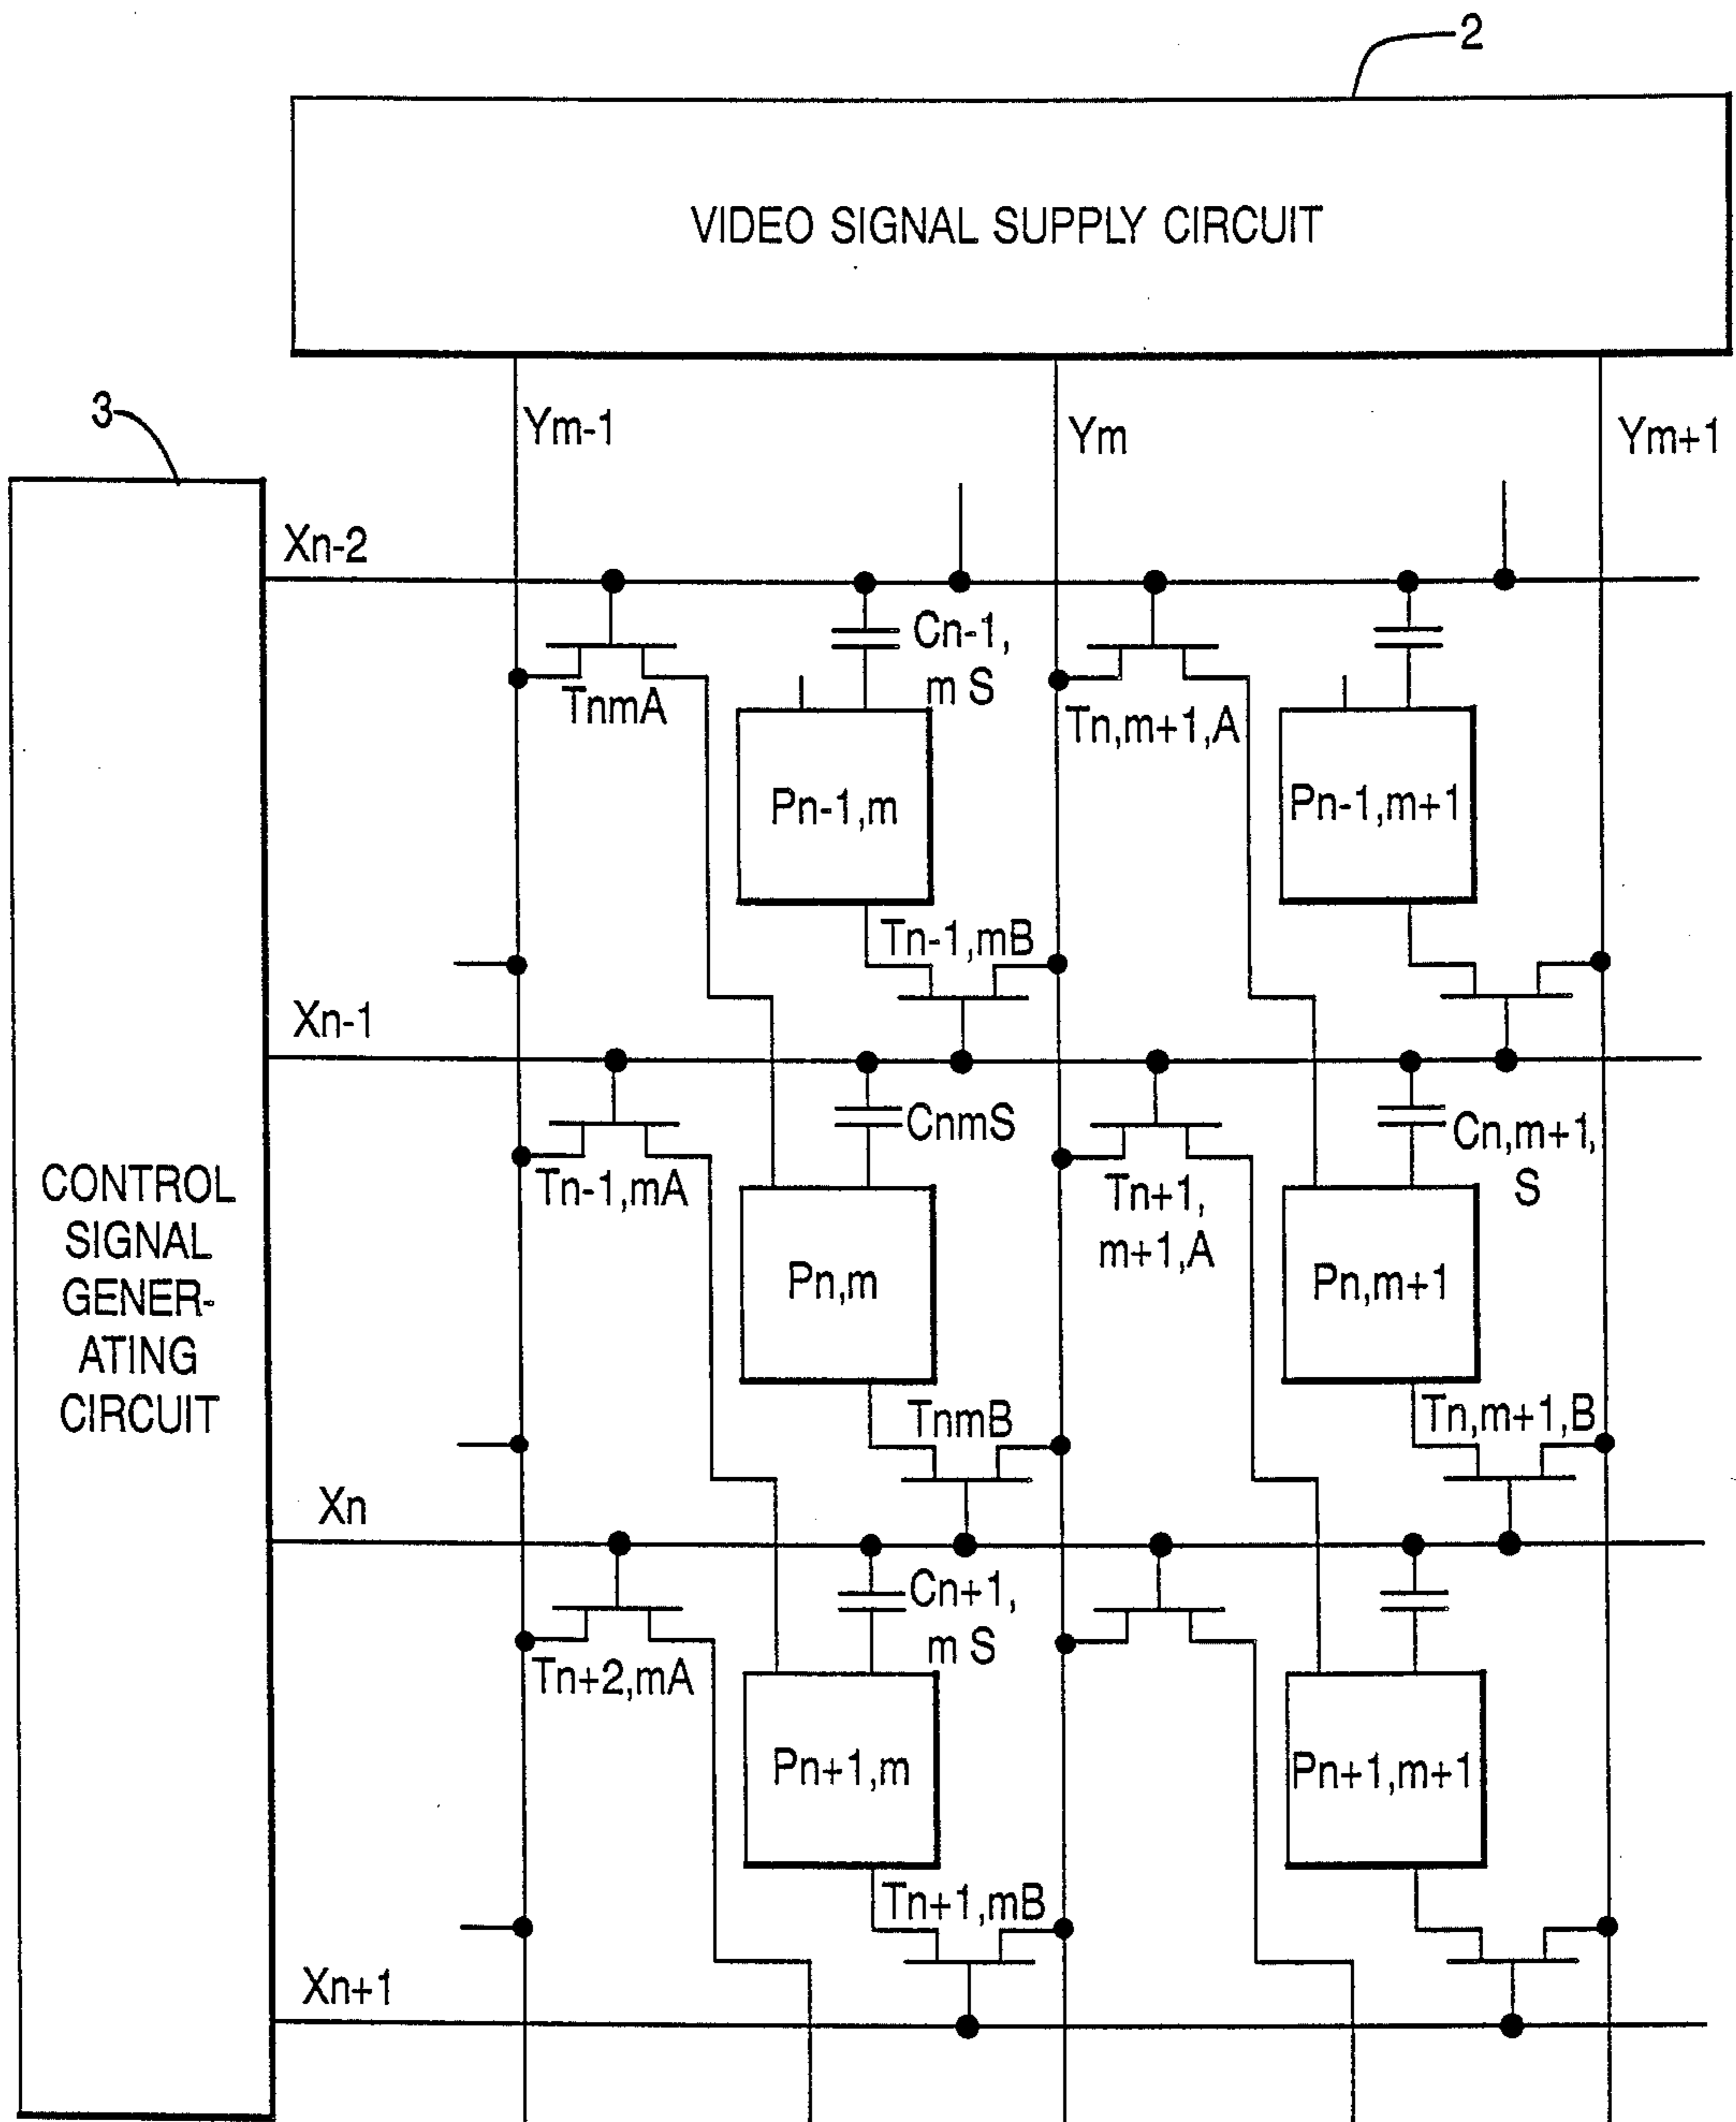 2
VIDEO SIGNAL SUPPLY CIRCUIT
3
Ym-1
Ym
Ym+1
Xn-2
Cn-1,
m S
TnmA
Tn,m+1,A
Pn-1,m
Pn-1,m+1
Tn-1,mB
Xn-1
CnmS
Cn,m+1,
S
Tn-1,mA
Tn+1,
m+1,A
CONTROL
SIGNAL
GENER-
ATING
CIRCUIT
Pn,m
Pn,m+1
TnmB
Tn,m+1,B
Xn
Cn+1,
m S
Tn+2,mA
Pn+1,m
Pn+1,m+1
Tn+1,mB
Xn+1